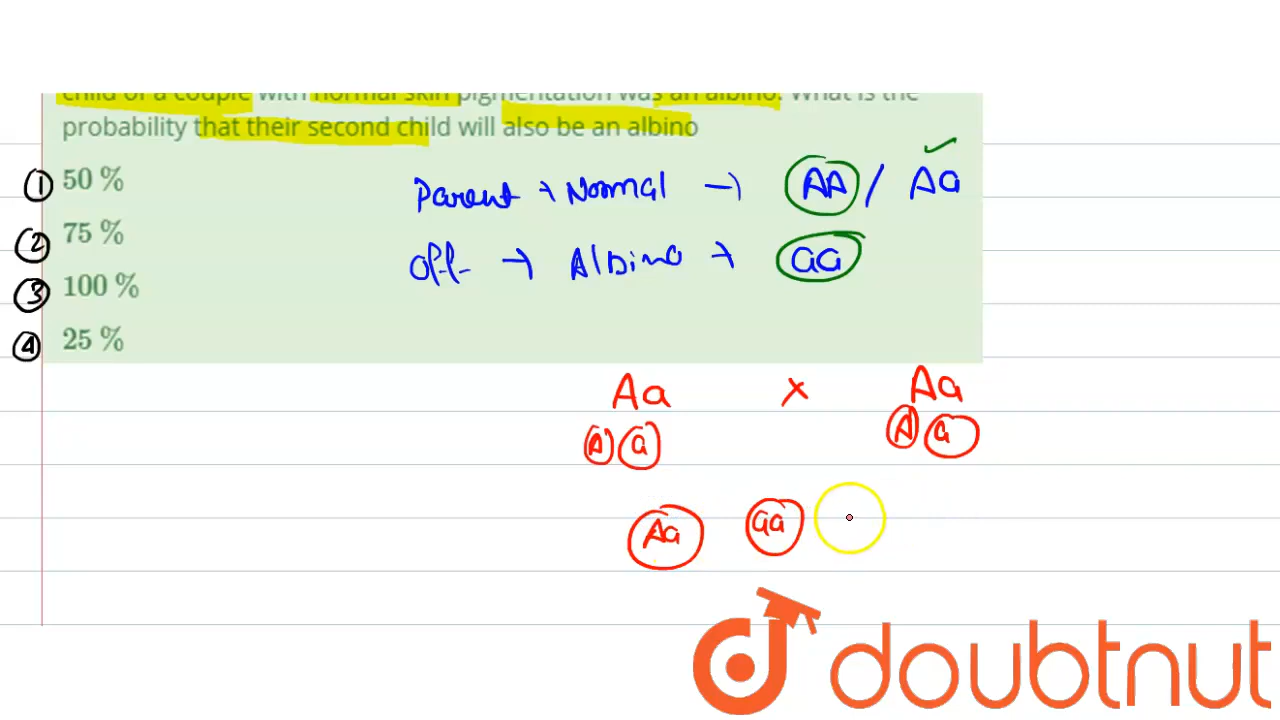 child of a couple with normal skin pigmentation was an albino. What is the
probability that their second child will also be an albino
① 50 %
② 75 %
③ 100 %
④ 25 %
Parent → Normal → AA / Aa ✓
Off → Albino → aa
Aa × Aa
A a A a
Aa aa
doubtnut